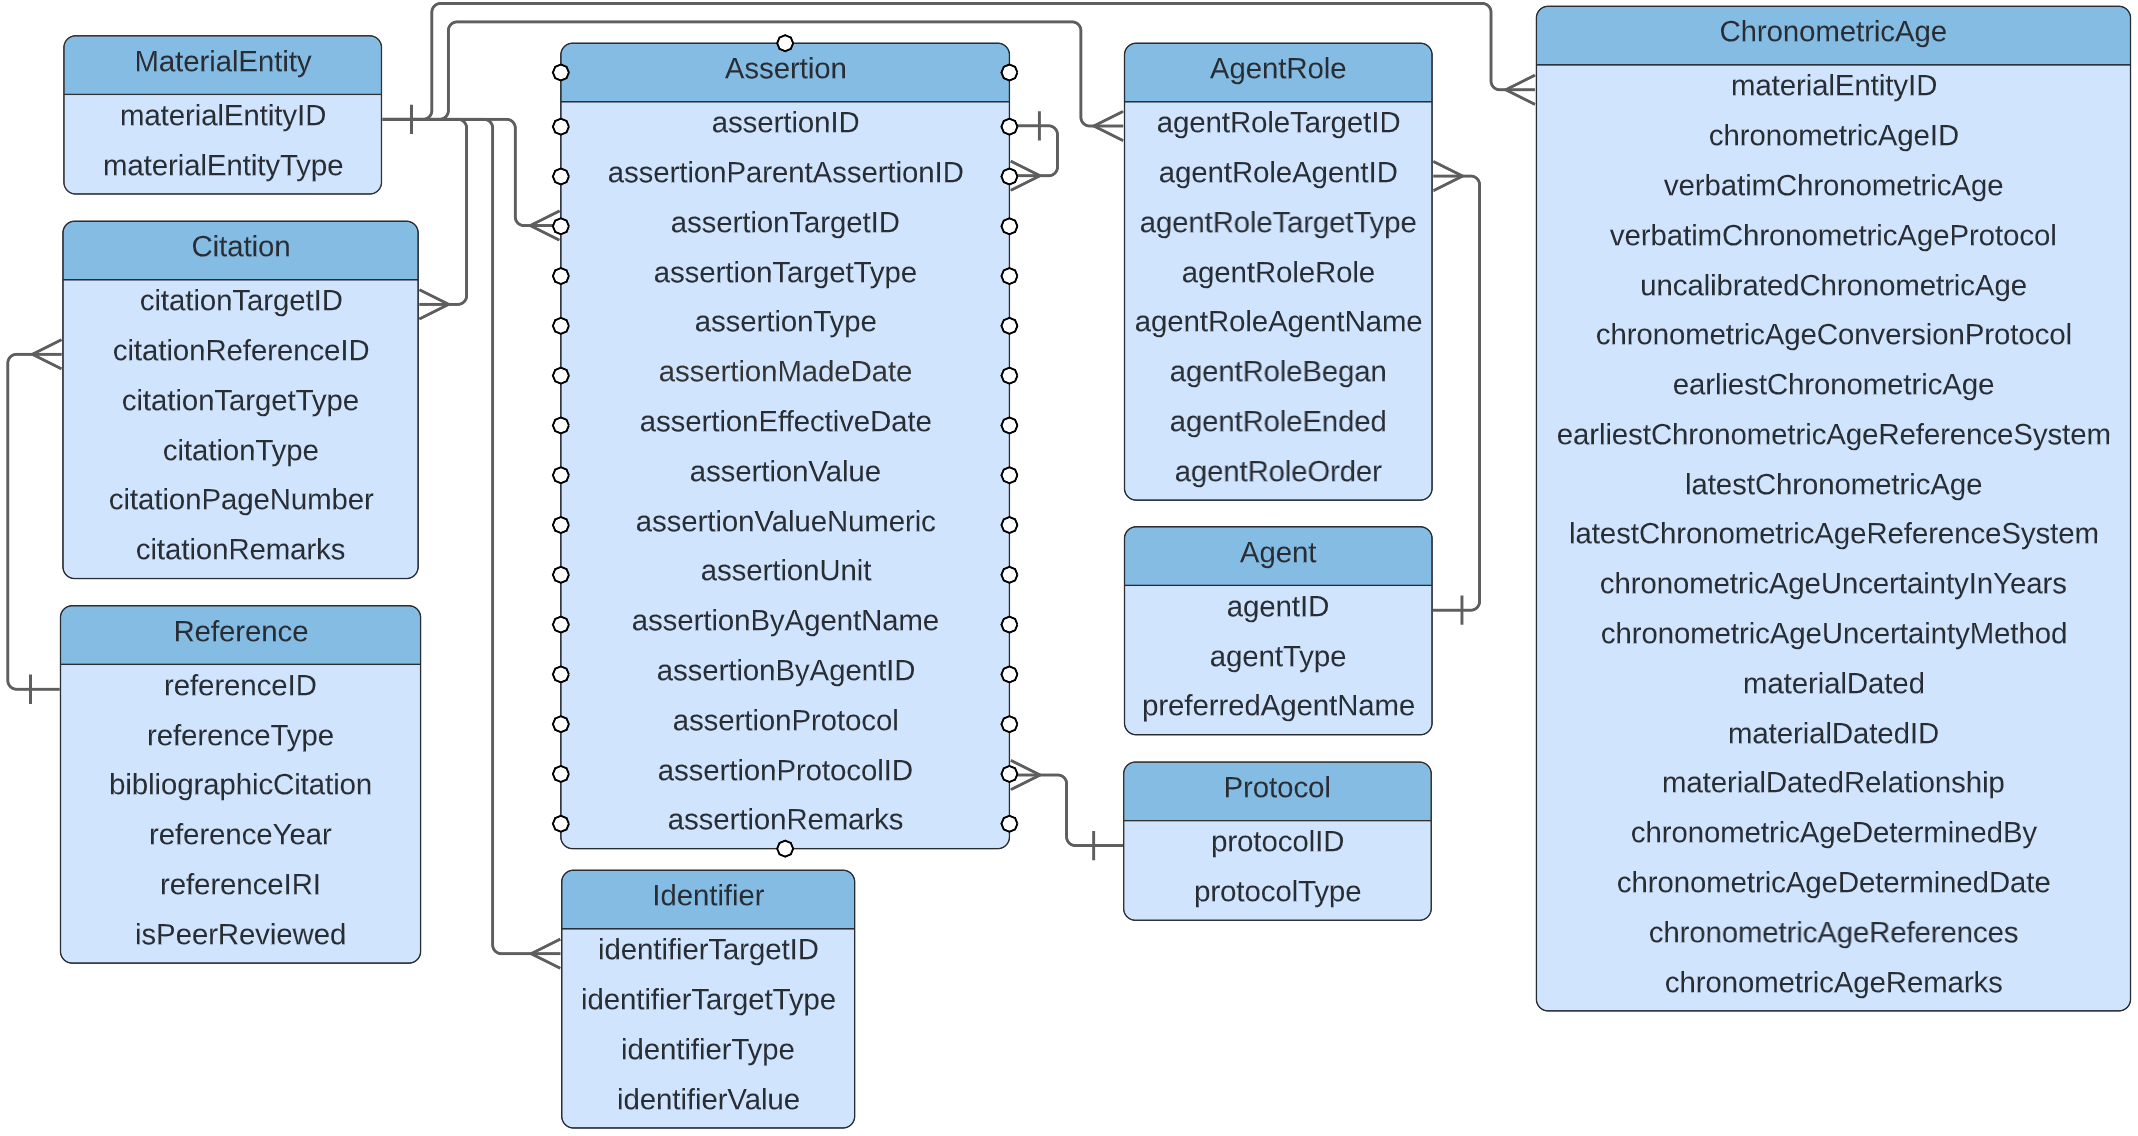 MaterialEntity
materialEntityID
materialEntityType
Citation
citationTargetID
citationReferenceID
citationTargetType
citationType
citationPageNumber
citationRemarks
Reference
referenceID
referenceType
bibliographicCitation
referenceYear
referenceIRI
isPeerReviewed
Assertion
assertionID
assertionParentAssertionID
assertionTargetID
assertionTargetType
assertionType
assertionMadeDate
assertionEffectiveDate
assertionValue
assertionValueNumeric
assertionUnit
assertionByAgentName
assertionByAgentID
assertionProtocol
assertionProtocolID
assertionRemarks
Identifier
identifierTargetID
identifierTargetType
identifierType
identifierValue
AgentRole
agentRoleTargetID
agentRoleAgentID
agentRoleTargetType
agentRoleRole
agentRoleAgentName
agentRoleBegan
agentRoleEnded
agentRoleOrder
Agent
agentID
agentType
preferredAgentName
Protocol
protocolID
protocolType
ChronometricAge
materialEntityID
chronometricAgeID
verbatimChronometricAge
verbatimChronometricAgeProtocol
uncalibratedChronometricAge
chronometricAgeConversionProtocol
earliestChronometricAge
earliestChronometricAgeReferenceSystem
latestChronometricAge
latestChronometricAgeReferenceSystem
chronometricAgeUncertaintyInYears
chronometricAgeUncertaintyMethod
materialDated
materialDatedID
materialDatedRelationship
chronometricAgeDeterminedBy
chronometricAgeDeterminedDate
chronometricAgeReferences
chronometricAgeRemarks